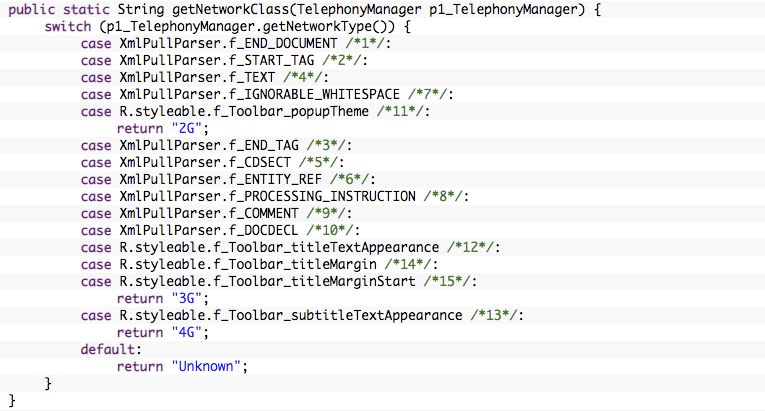 public static String getNetworkClass(TelephonyManager p1_TelephonyManager) {
    switch (p1_TelephonyManager.getNetworkType()) {
        case XmlPullParser.f_END_DOCUMENT /*1*/:
        case XmlPullParser.f_START_TAG /*2*/:
        case XmlPullParser.f_TEXT /*4*/:
        case XmlPullParser.f_IGNORABLE_WHITESPACE /*7*/:
        case R.styleable.f_Toolbar_popupTheme /*11*/:
            return "2G";
        case XmlPullParser.f_END_TAG /*3*/:
        case XmlPullParser.f_CDSECT /*5*/:
        case XmlPullParser.f_ENTITY_REF /*6*/:
        case XmlPullParser.f_PROCESSING_INSTRUCTION /*8*/:
        case XmlPullParser.f_COMMENT /*9*/:
        case XmlPullParser.f_DOCDECL /*10*/:
        case R.styleable.f_Toolbar_titleTextAppearance /*12*/:
        case R.styleable.f_Toolbar_titleMargin /*14*/:
        case R.styleable.f_Toolbar_titleMarginStart /*15*/:
            return "3G";
        case R.styleable.f_Toolbar_subtitleTextAppearance /*13*/:
            return "4G";
        default:
            return "Unknown";
    }
}